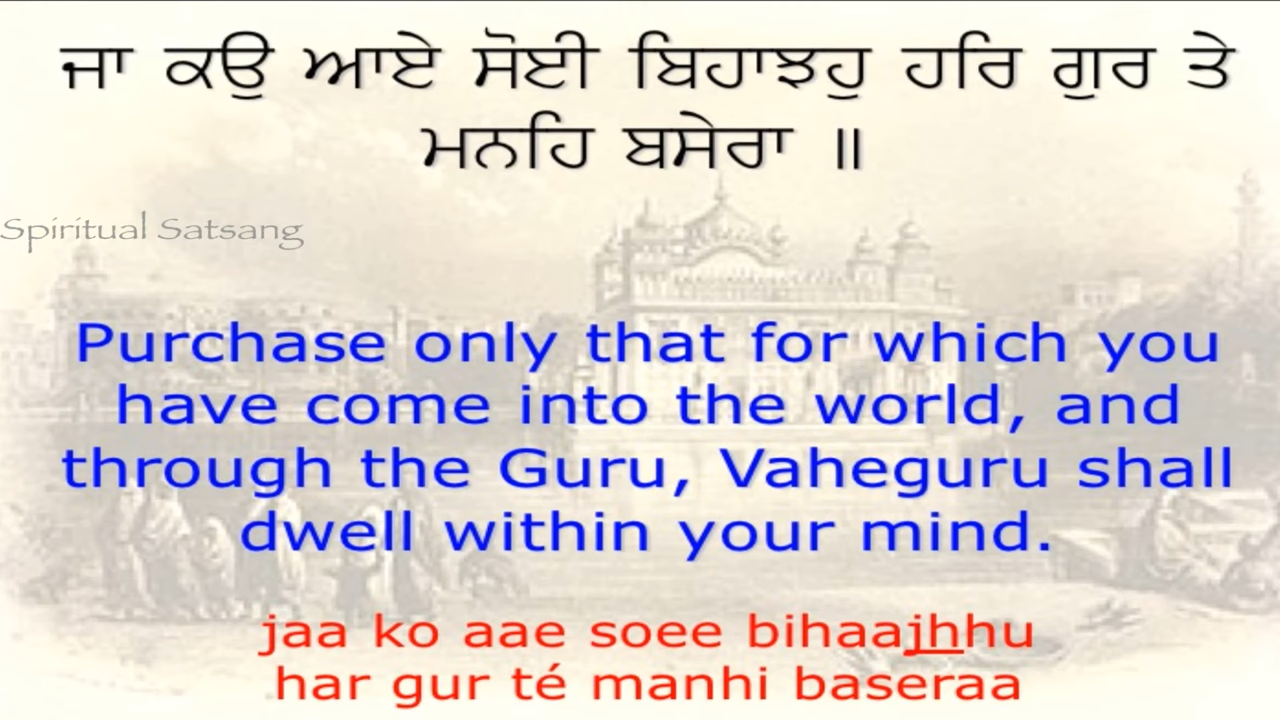 ਜਾ ਕਉ ਆਏ ਸੋਈ ਬਿਹਾਝਹੁ ਹਰਿ ਗੁਰ ਤੇ
ਮਨਹਿ ਬਸੇਰਾ ॥
Spiritual Satsang
Purchase only that for which you
have come into the world, and
through the Guru, Vaheguru shall
dwell within your mind.
jaa ko aae soee bihaajhhu
har gur té manhi baseraa